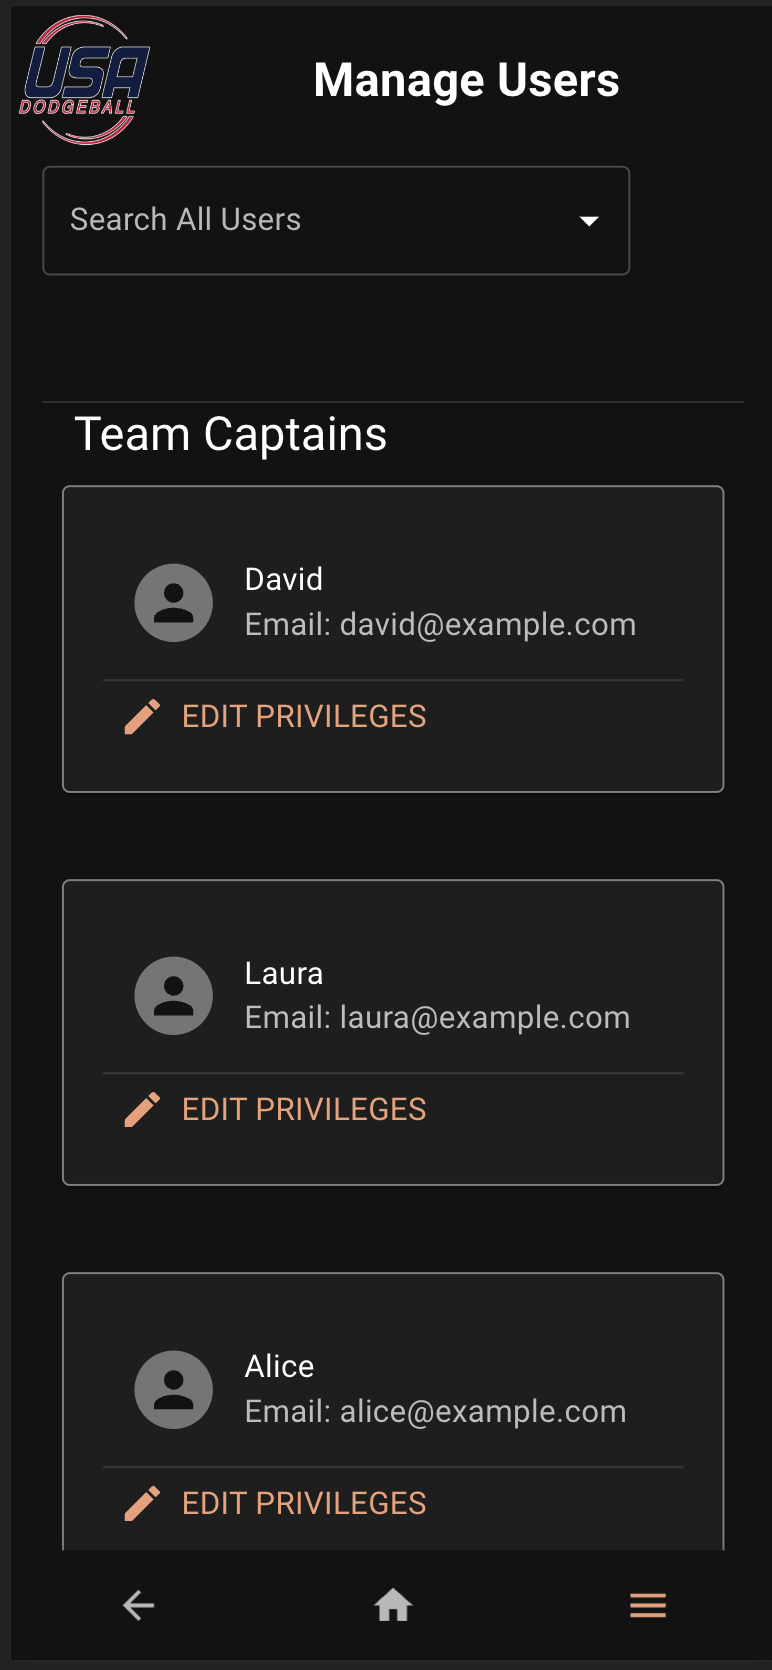 USA
DODGEBALL
Manage Users
Search All Users
Team Captains
David
Email: david@example.com
EDIT PRIVILEGES
Laura
Email: laura@example.com
EDIT PRIVILEGES
Alice
Email: alice@example.com
EDIT PRIVILEGES